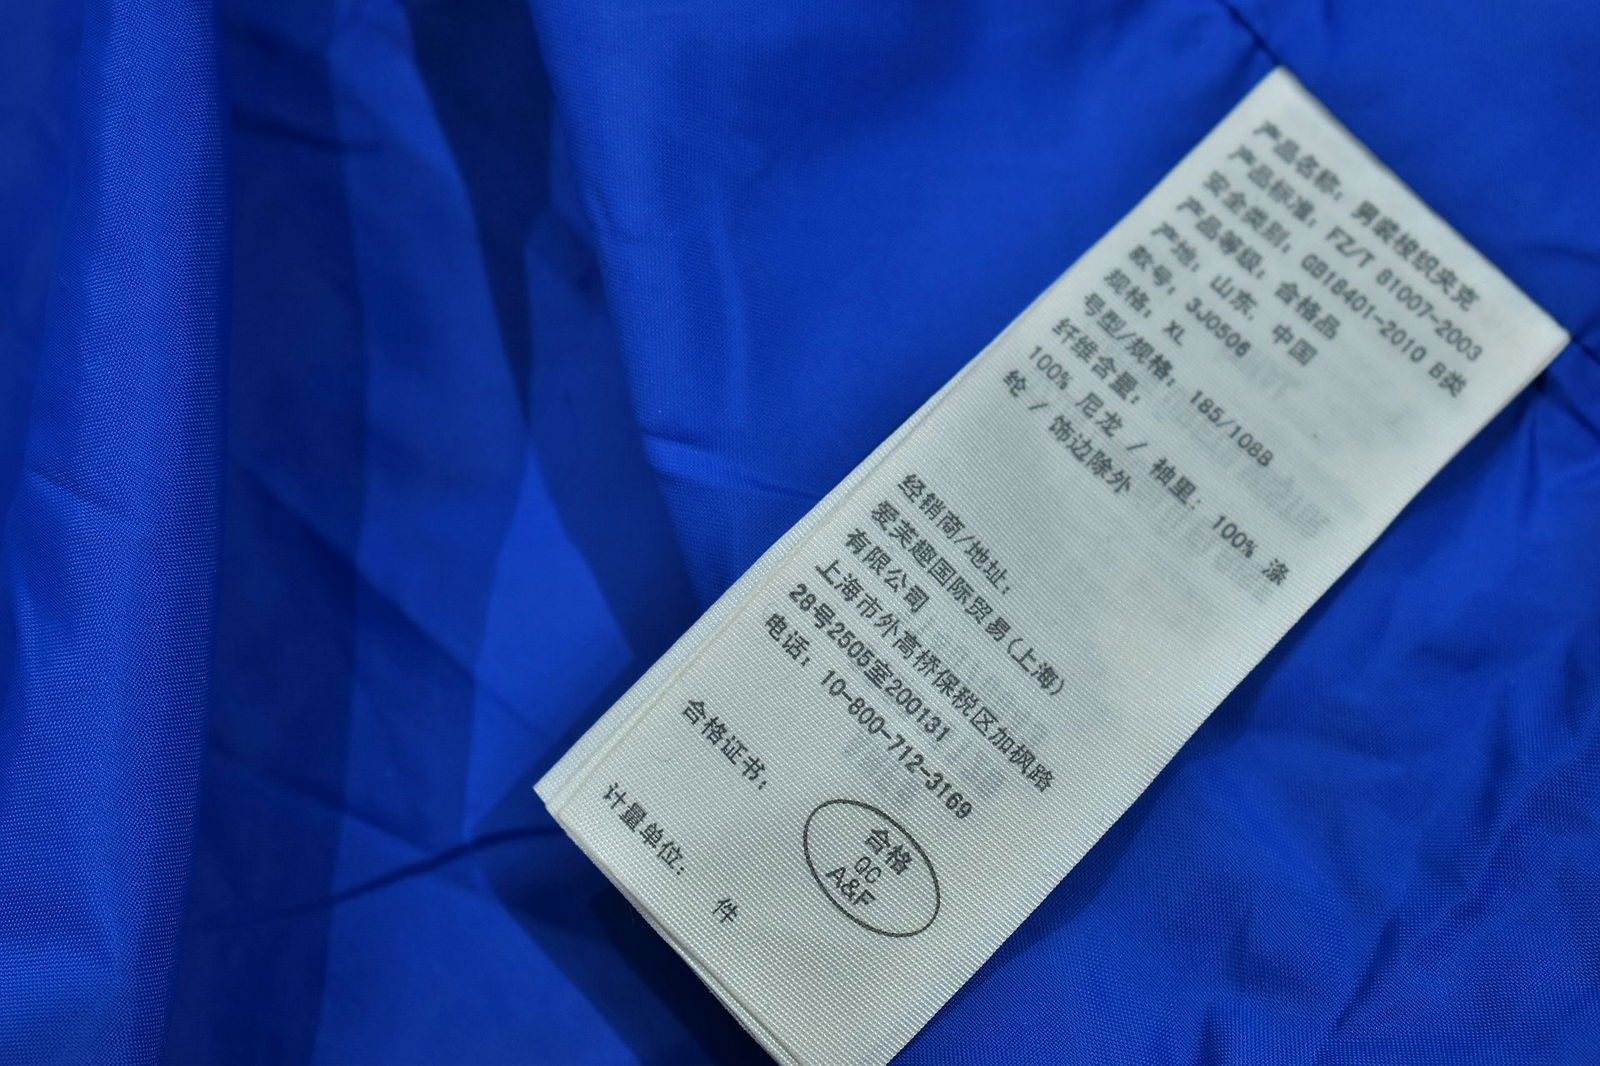 产品名称: 男装梭织夹克
产品标准: FZ/T 81007-2003
安全类别: GB18401-2010 B类
产品等级: 合格品
产地: 山东, 中国
款号: 3J0506
规格: XL
号型/规格: 185/108B
纤维含量:
100% 尼龙 / 袖里: 100% 涤
纶 / 饰边除外
经销商/地址:
爱芙趣国际贸易(上海)
有限公司
上海市外高桥保税区加枫路
28号2505室200131
电话: 10-800-712-3169
合格证书:
合格
QC
A&F
计量单位:
件